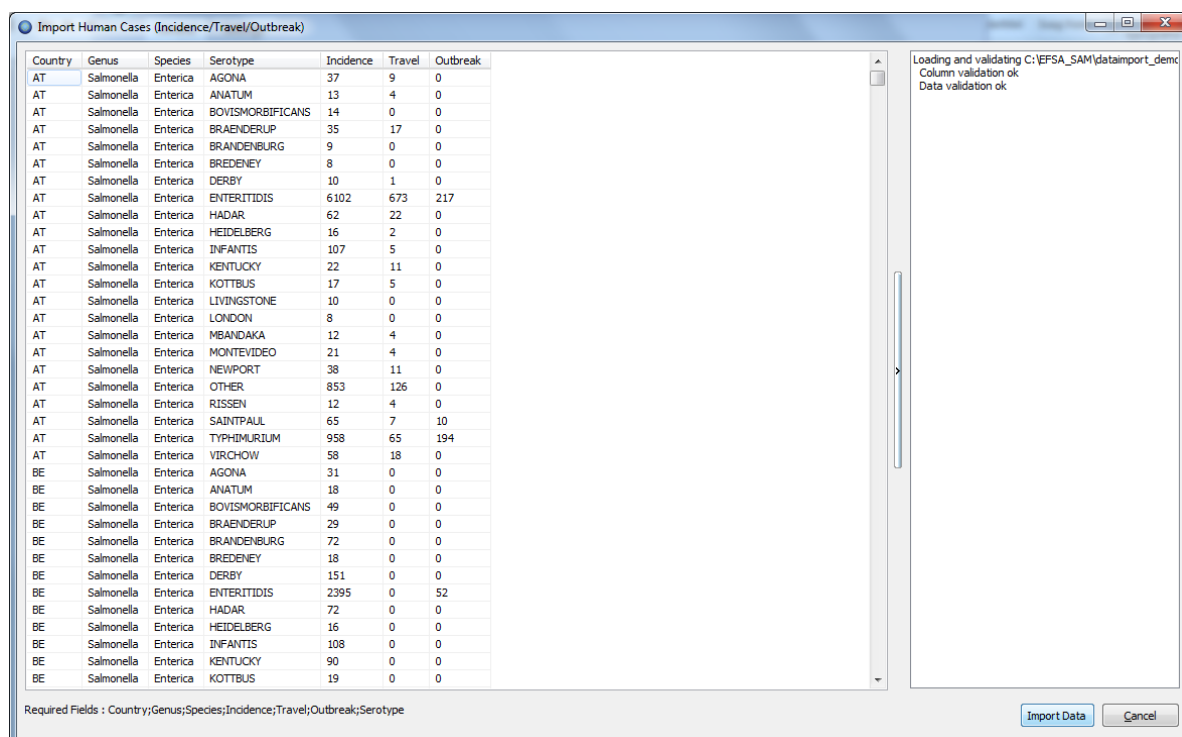 Import Human Cases (Incidence/Travel/Outbreak)
Country Genus Species Serotype Incidence Travel Outbreak
AT Salmonella Enterica AGONA 37 9 0
AT Salmonella Enterica ANATUM 13 4 0
AT Salmonella Enterica BOVISMORBIFICANS 14 0 0
AT Salmonella Enterica BRAENDERUP 35 17 0
AT Salmonella Enterica BRANDENBURG 9 0 0
AT Salmonella Enterica BREDENEY 8 0 0
AT Salmonella Enterica DERBY 10 1 0
AT Salmonella Enterica ENTERITIDIS 6102 673 217
AT Salmonella Enterica HADAR 62 22 0
AT Salmonella Enterica HEIDELBERG 16 2 0
AT Salmonella Enterica INFANTIS 107 5 0
AT Salmonella Enterica KENTUCKY 22 11 0
AT Salmonella Enterica KOTTBUS 17 5 0
AT Salmonella Enterica LIVINGSTONE 10 0 0
AT Salmonella Enterica LONDON 8 0 0
AT Salmonella Enterica MBANDAKA 12 4 0
AT Salmonella Enterica MONTEVIDEO 21 4 0
AT Salmonella Enterica NEWPORT 38 11 0
AT Salmonella Enterica OTHER 853 126 0
AT Salmonella Enterica RISSEN 12 4 0
AT Salmonella Enterica SAINTPAUL 65 7 10
AT Salmonella Enterica TYPHIMURIUM 958 65 194
AT Salmonella Enterica VIRCHOW 58 18 0
BE Salmonella Enterica AGONA 31 0 0
BE Salmonella Enterica ANATUM 18 0 0
BE Salmonella Enterica BOVISMORBIFICANS 49 0 0
BE Salmonella Enterica BRAENDERUP 29 0 0
BE Salmonella Enterica BRANDENBURG 72 0 0
BE Salmonella Enterica BREDENEY 18 0 0
BE Salmonella Enterica DERBY 151 0 0
BE Salmonella Enterica ENTERITIDIS 2395 0 52
BE Salmonella Enterica HADAR 72 0 0
BE Salmonella Enterica HEIDELBERG 16 0 0
BE Salmonella Enterica INFANTIS 108 0 0
BE Salmonella Enterica KENTUCKY 90 0 0
BE Salmonella Enterica KOTTBUS 19 0 0
Loading and validating C:\EFSA_SAM\dataimport_demo
Column validation ok
Data validation ok
Required Fields : Country;Genus;Species;Incidence;Travel;Outbreak;Serotype
Import Data
Cancel